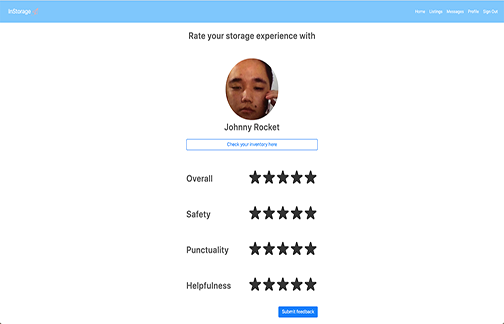 InStorage
Home Listings Messages Profile Sign Out
Rate your storage experience with
Johnny Rocket
Check your inventory here
Overall
Safety
Punctuality
Helpfulness
Submit feedback